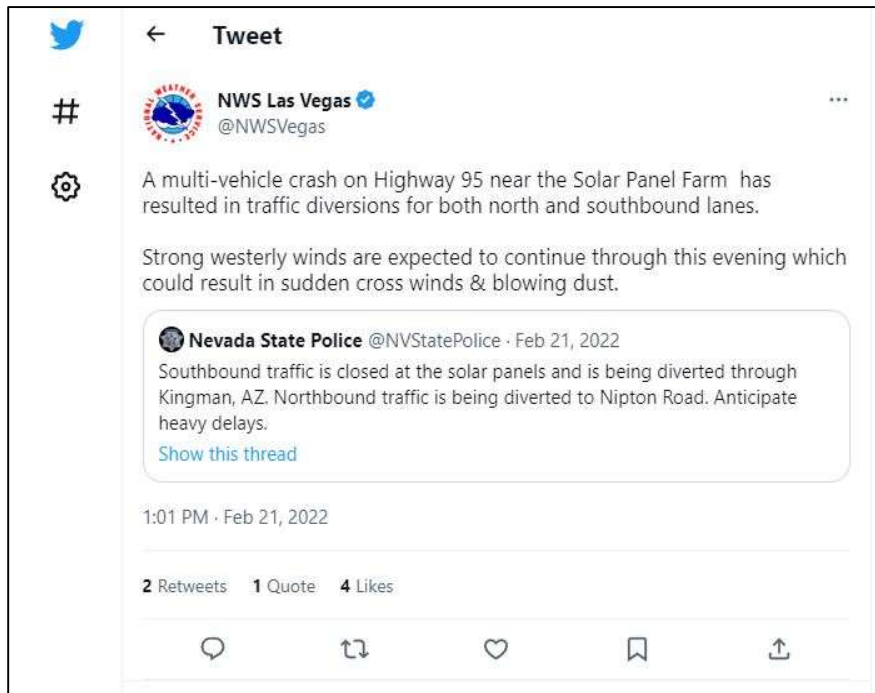 Tweet
NWS Las Vegas
@NWSVegas
A multi-vehicle crash on Highway 95 near the Solar Panel Farm has
resulted in traffic diversions for both north and southbound lanes.
Strong westerly winds are expected to continue through this evening which
could result in sudden cross winds & blowing dust.
Nevada State Police @NVStatePolice · Feb 21, 2022
Southbound traffic is closed at the solar panels and is being diverted through
Kingman, AZ. Northbound traffic is being diverted to Nipton Road. Anticipate
heavy delays.
Show this thread
1:01 PM · Feb 21, 2022
2 Retweets 1 Quote 4 Likes